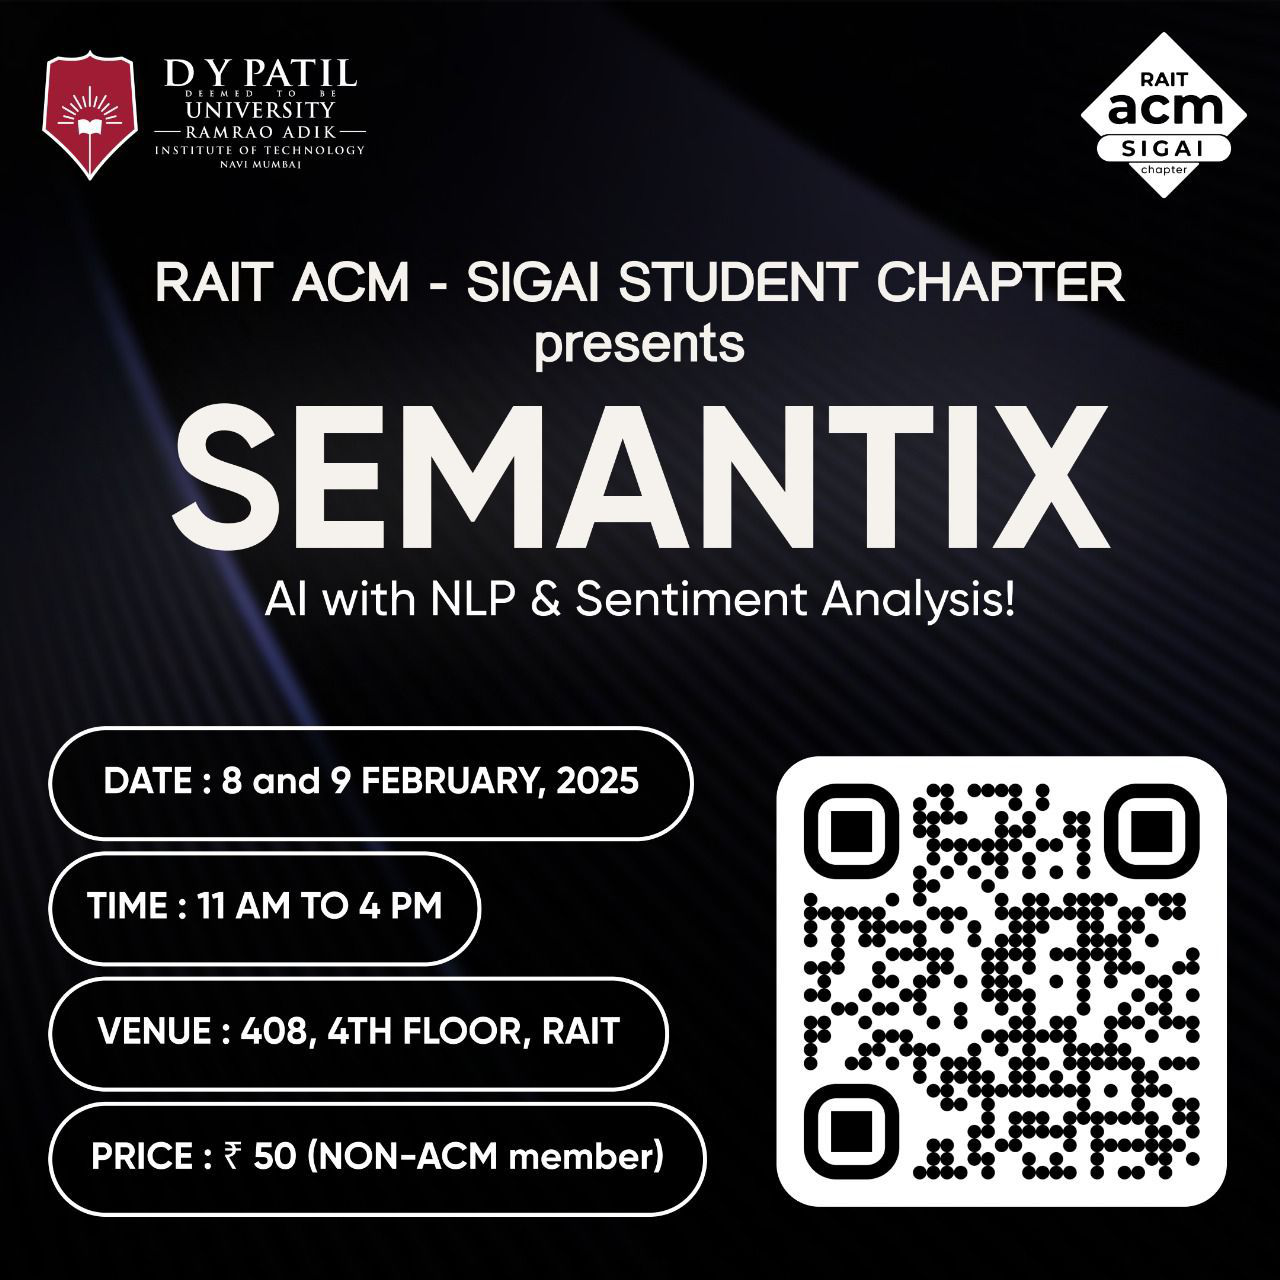 D Y PATIL
DEEMED TO BE
UNIVERSITY
RAMRAO ADIK
INSTITUTE OF TECHNOLOGY
NAVI MUMBAI
RAIT
acm
SIGAI
chapter
RAIT ACM - SIGAI STUDENT CHAPTER
presents
SEMANTIX
AI with NLP & Sentiment Analysis!
DATE : 8 and 9 FEBRUARY, 2025
TIME : 11 AM TO 4 PM
VENUE : 408, 4TH FLOOR, RAIT
PRICE : ₹ 50 (NON-ACM member)